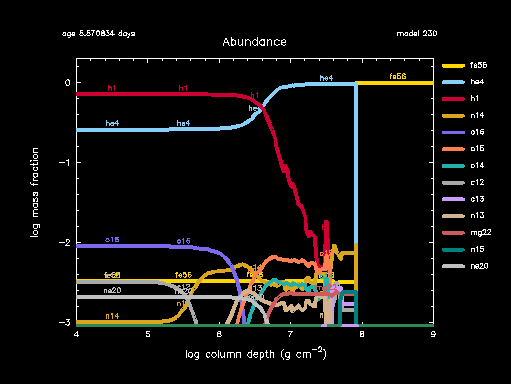 age 5.570834 days
model 230
Abundance
fe56
he4
h1
n14
o16
o15
o14
c12
c13
n13
mg22
n15
ne20
0
-1
-2
-3
4
5
6
7
8
9
log mass fraction
log column depth (g cm⁻²)
h1
h1
h1
he4
he4
he4
he4
fe56
o16
o16
fe56
fe56
ne20
ne20
n14